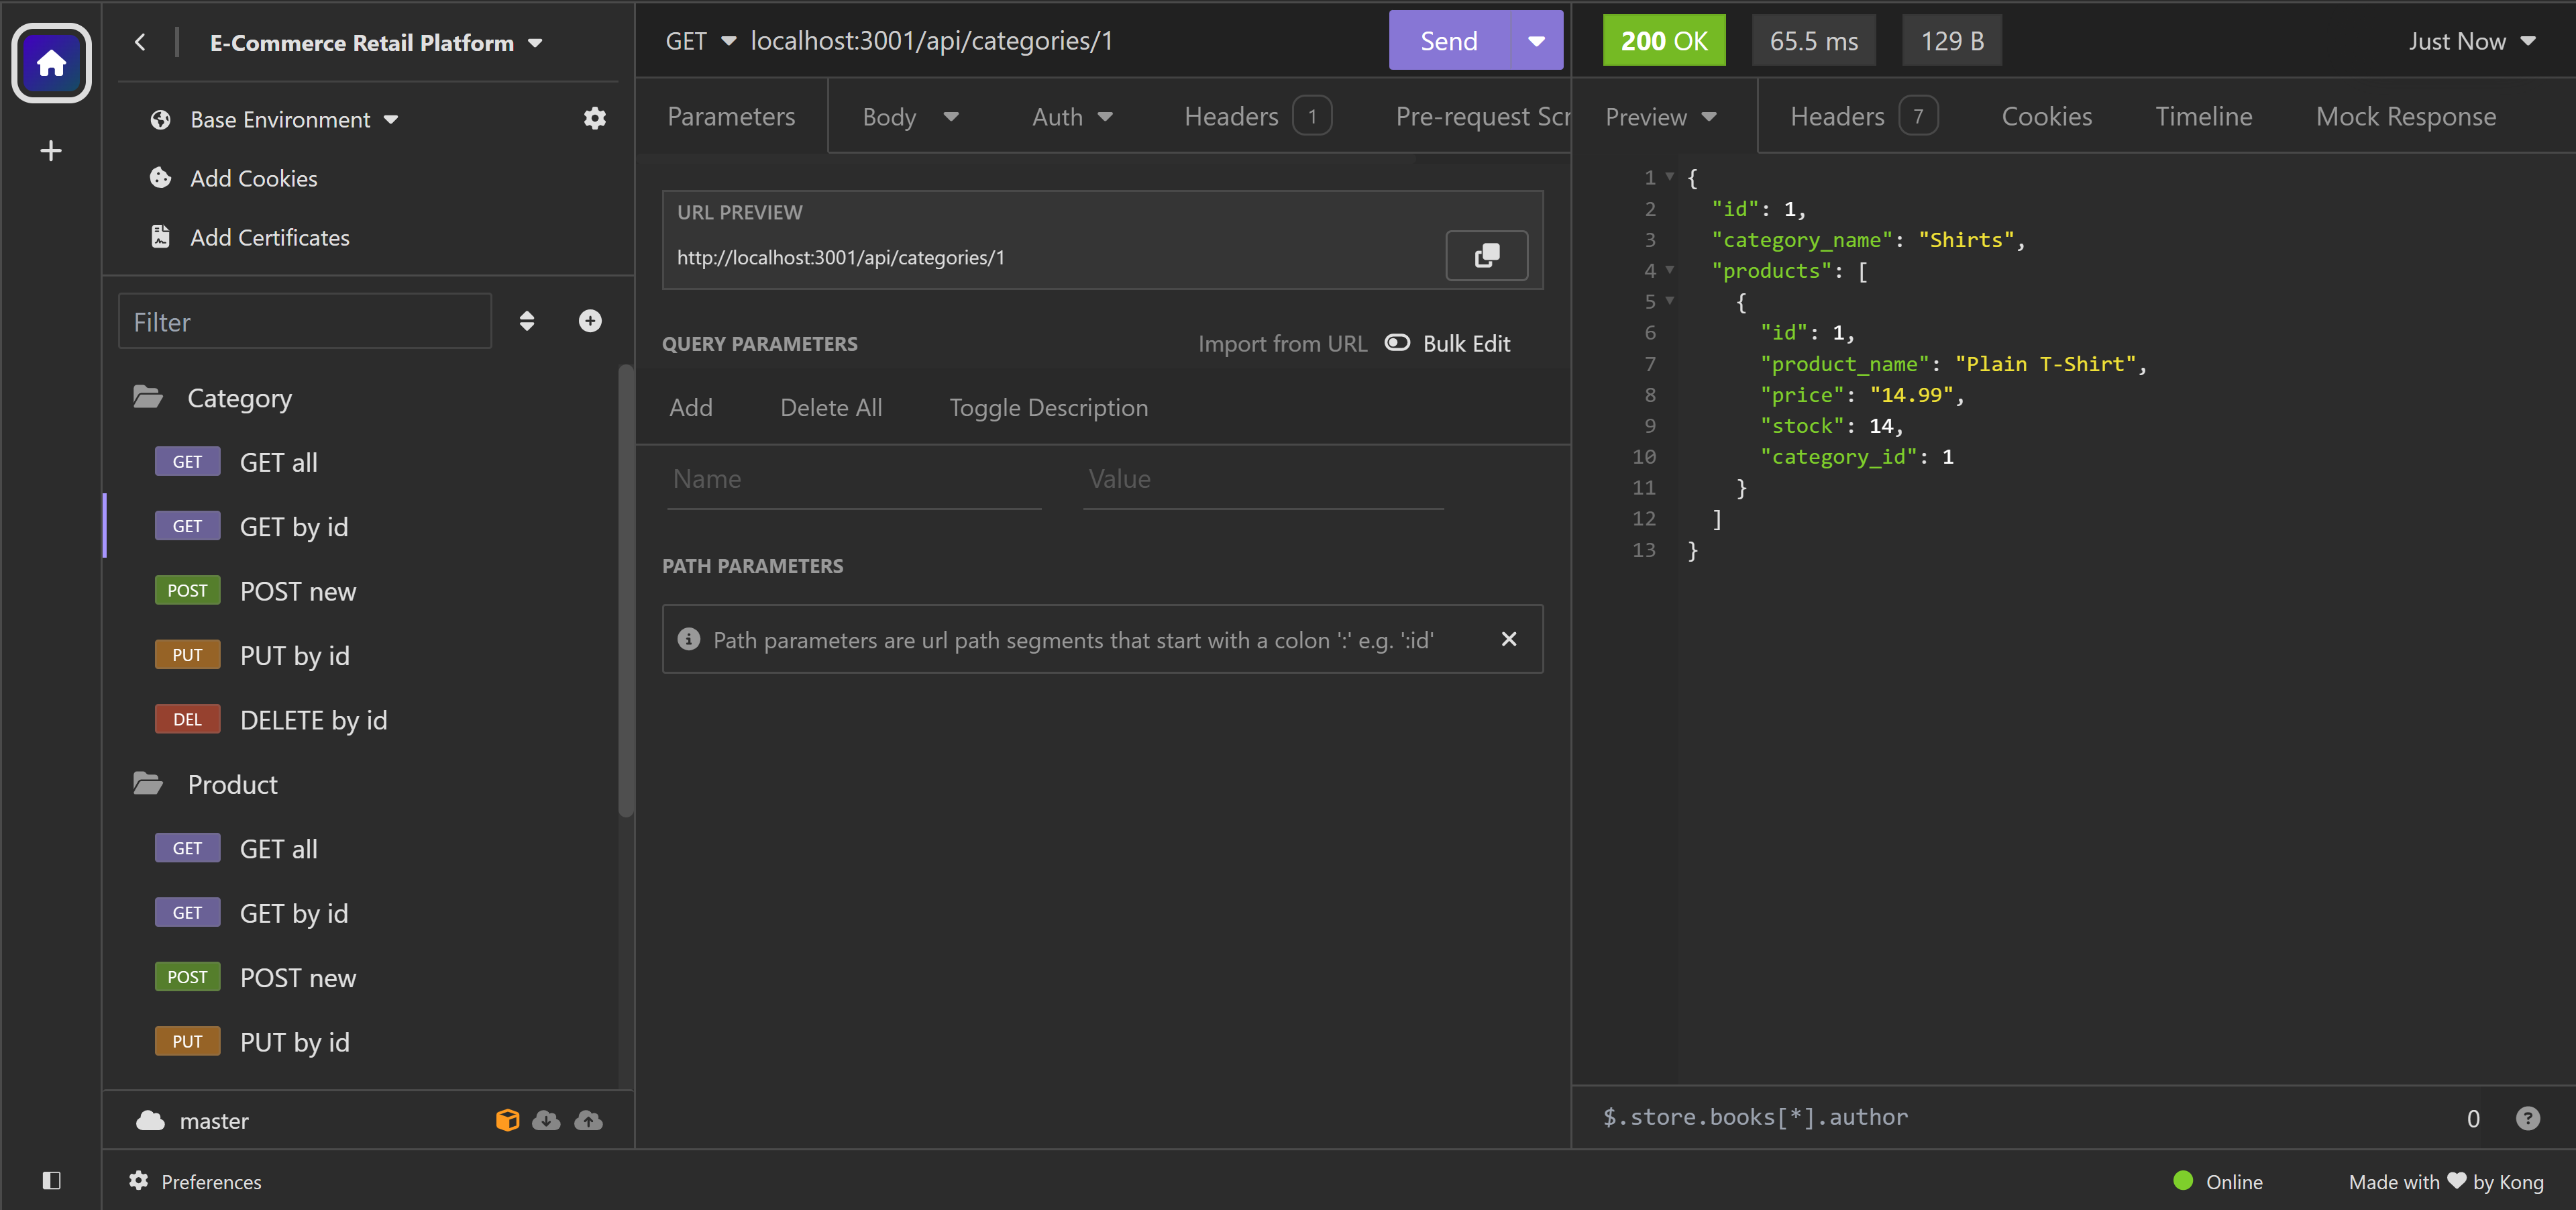 E-Commerce Retail Platform
Base Environment
Add Cookies
Add Certificates
Filter
Category
GET GET all
GET GET by id
POST POST new
PUT PUT by id
DEL DELETE by id
Product
GET GET all
GET GET by id
POST POST new
PUT PUT by id
master
Preferences
GET localhost:3001/api/categories/1 Send
Parameters Body Auth Headers 1 Pre-request Scr
URL PREVIEW
http://localhost:3001/api/categories/1
QUERY PARAMETERS Import from URL Bulk Edit
Add Delete All Toggle Description
Name Value
PATH PARAMETERS
Path parameters are url path segments that start with a colon ':' e.g. ':id'
200 OK 65.5 ms 129 B Just Now
Preview Headers 7 Cookies Timeline Mock Response
1 {
2 "id": 1,
3 "category_name": "Shirts",
4 "products": [
5 {
6 "id": 1,
7 "product_name": "Plain T-Shirt",
8 "price": "14.99",
9 "stock": 14,
10 "category_id": 1
11 }
12 ]
13 }
$.store.books[*].author 0
Online Made with ♥ by Kong